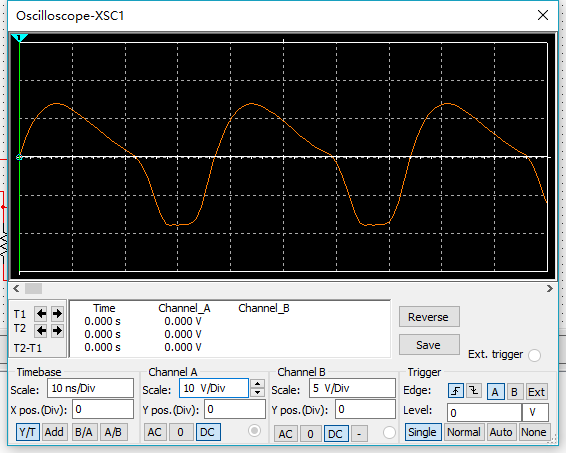 Oscilloscope-XSC1
1
Time Channel_A Channel_B
T1 0.000 s 0.000 V
T2 0.000 s 0.000 V
T2-T1 0.000 s 0.000 V
Reverse
Save
Ext. trigger
Timebase Channel A Channel B Trigger
Scale: 10 ns/Div Scale: 10 V/Div Scale: 5 V/Div Edge: A B Ext
X pos.(Div): 0 Y pos.(Div): 0 Y pos.(Div): 0 Level: 0 V
Y/T Add B/A A/B AC 0 DC AC 0 DC - Single Normal Auto None